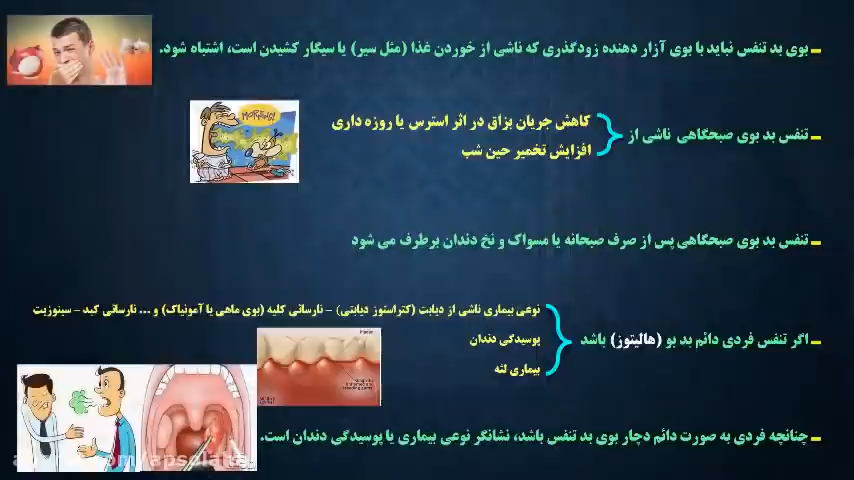 بوی بد تنفس نباید با بوی آزار دهنده زودگذری که ناشی از خوردن غذا (مثل سیر) یا سیگار کشیدن است، اشتباه شود.
MORNING!
تنفس بد بوی صبحگاهی ناشی از
کاهش جریان بزاق در اثر استرس یا روزه داری
افزایش تخمیر حین شب
تنفس بد بوی صبحگاهی پس از صرف صبحانه یا مسواک و نخ دندان برطرف می شود
اگر تنفس فردی دائم بد بو (هالیتوز) باشد
نوعی بیماری ناشی از دیابت (کتراستوز دیابتی) – نارسائی کلیه (بوی ماهی یا آمونیاک) و ... نارسائی کبد – سینوزیت
پوسیدگی دندان
بیماری لثه
چنانچه فردی به صورت دائم دچار بوی بد تنفس باشد، نشانگر نوعی بیماری یا پوسیدگی دندان است.